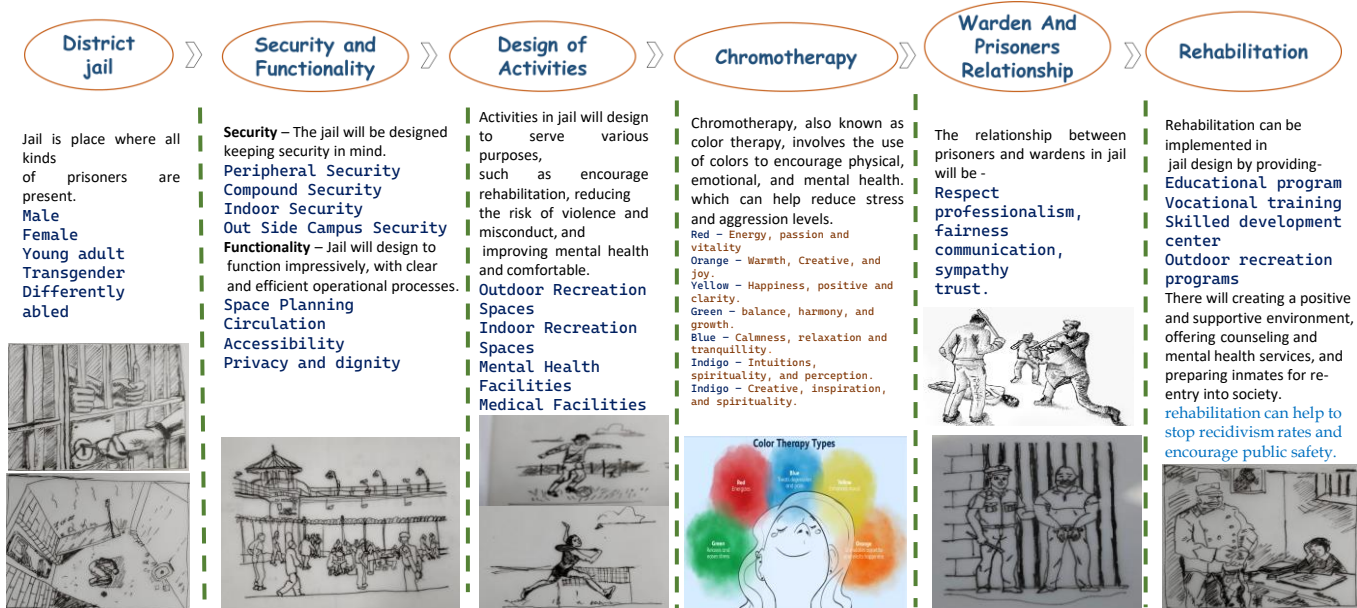 District
jail
Security and
Functionality
Design of
Activities
Chromotherapy
Warden And
Prisoners
Relationship
Rehabilitation
Jail is place where all
kinds
of prisoners are
present.
Male
Female
Young adult
Transgender
Differently
abled
Security – The jail will be designed
keeping security in mind.
Peripheral Security
Compound Security
Indoor Security
Out Side Campus Security
Functionality – Jail will design to
function impressively, with clear
and efficient operational processes.
Space Planning
Circulation
Accessibility
Privacy and dignity
Activities in jail will design
to serve various
purposes,
such as encourage
rehabilitation, reducing
the risk of violence and
misconduct, and
improving mental health
and comfortable.
Outdoor Recreation
Spaces
Indoor Recreation
Spaces
Mental Health
Facilities
Medical Facilities
Chromotherapy, also known as
color therapy, involves the use
of colors to encourage physical,
emotional, and mental health.
which can help reduce stress
and aggression levels.
Red – Energy, passion and
vitality
Orange – Warmth, Creative, and
joy.
Yellow – Happiness, positive and
clarity.
Green – balance, harmony, and
growth.
Blue – Calmness, relaxation and
tranquillity.
Indigo – Intuitions,
spirituality, and perception.
Indigo – Creative, inspiration,
and spirituality.
Color Therapy Types
Red
Energizes
Blue
Yellow
Green
Orange
The relationship between
prisoners and wardens in jail
will be -
Respect
professionalism,
fairness
communication,
sympathy
trust.
Rehabilitation can be
implemented in
jail design by providing-
Educational program
Vocational training
Skilled development
center
Outdoor recreation
programs
There will creating a positive
and supportive environment,
offering counseling and
mental health services, and
preparing inmates for re-
entry into society.
rehabilitation can help to
stop recidivism rates and
encourage public safety.